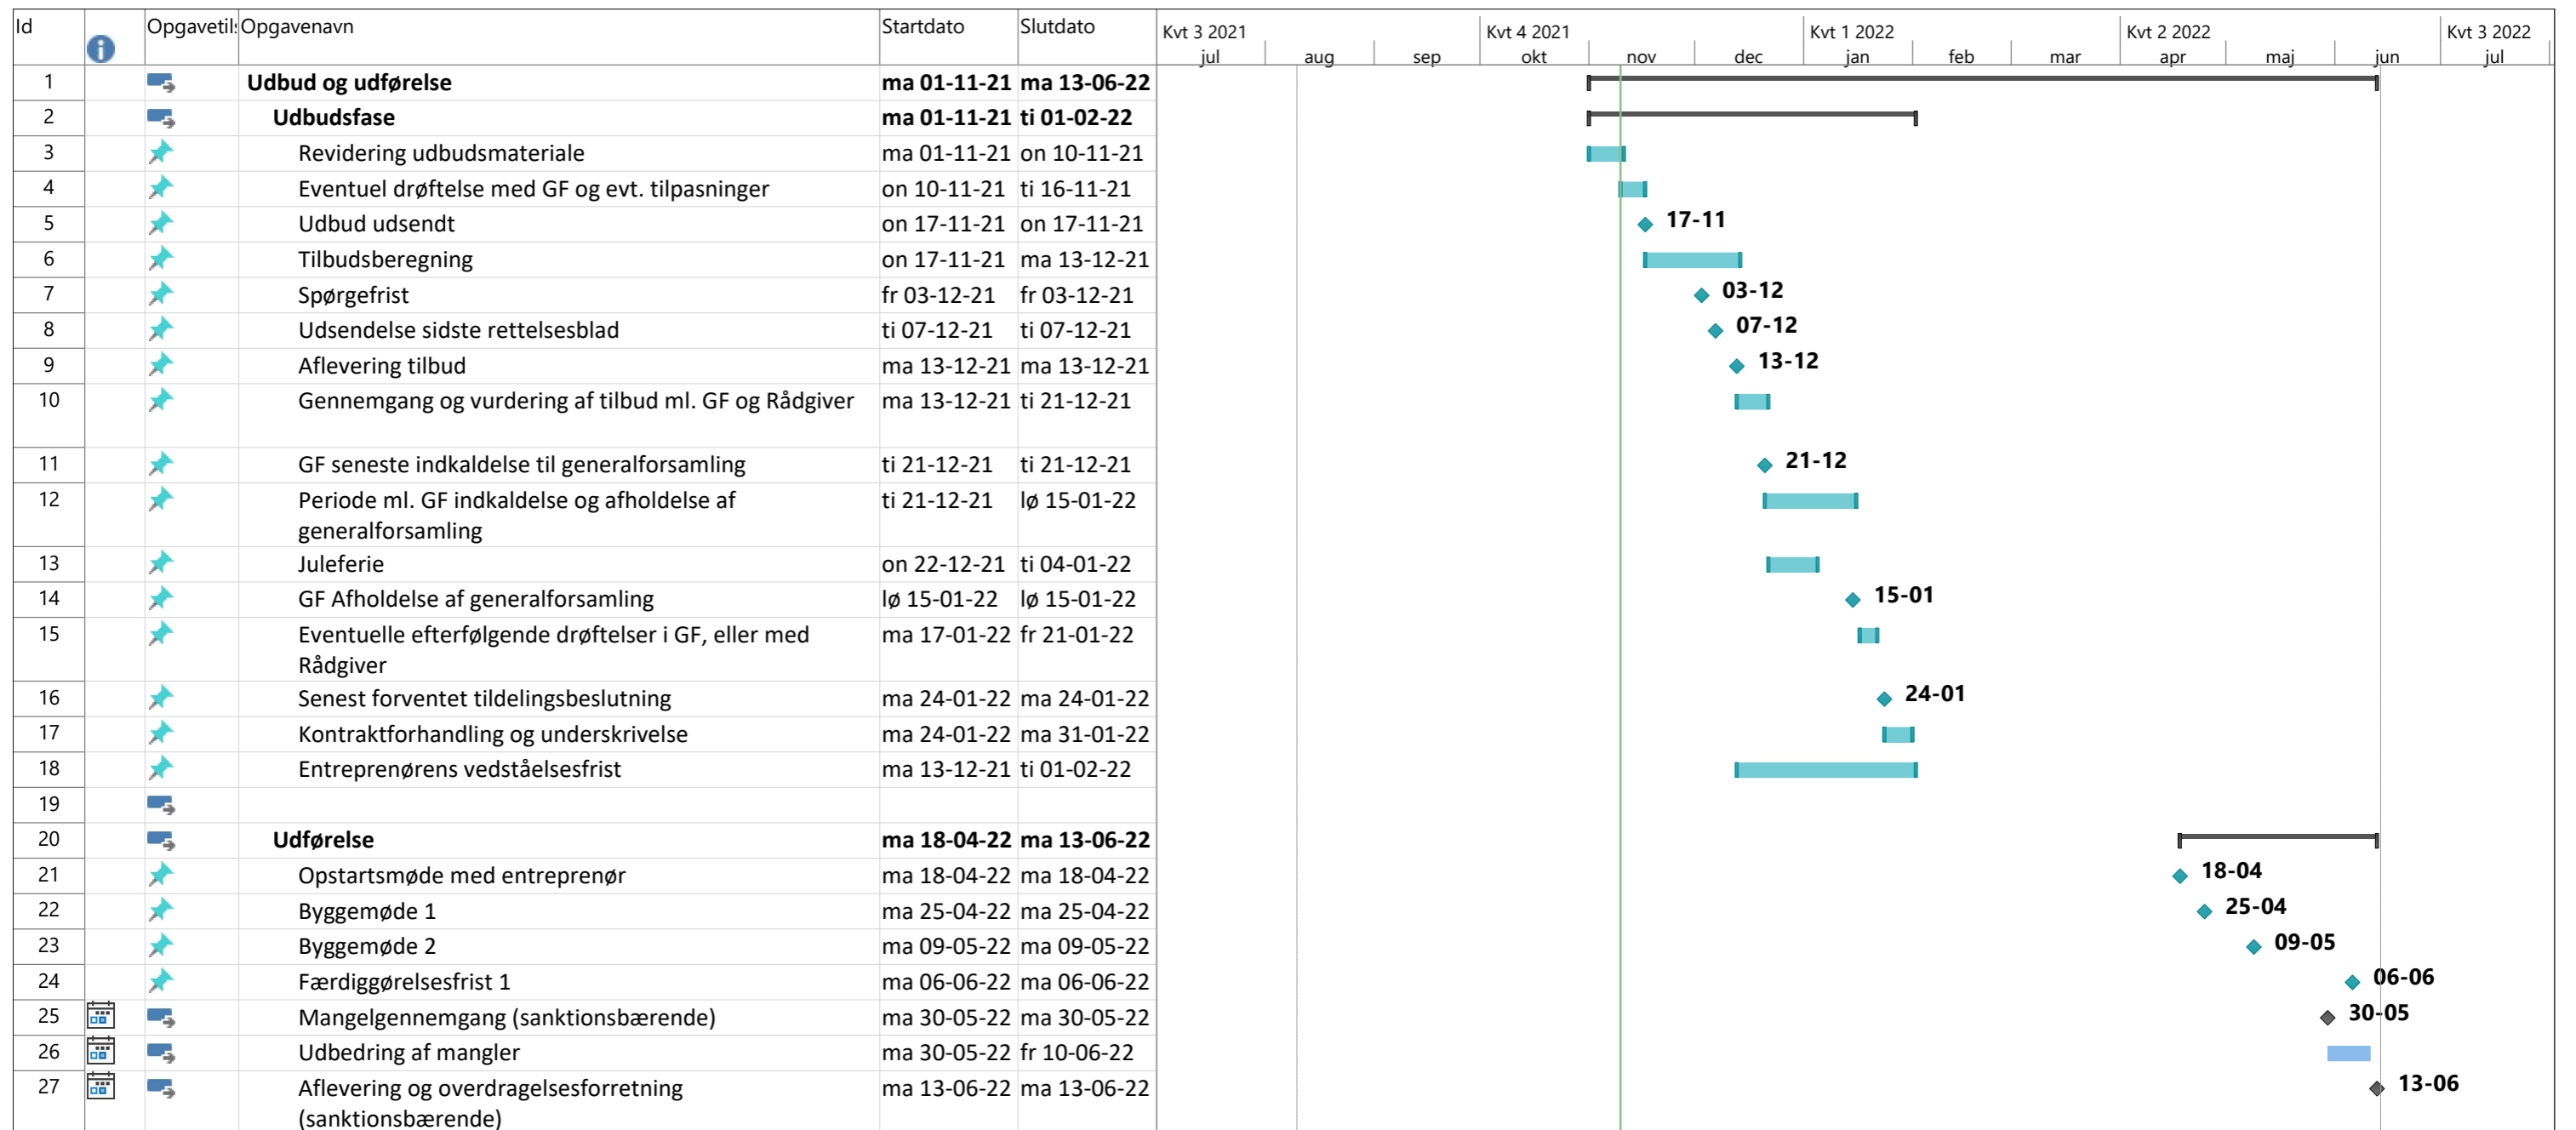 Id Opgavetil: Opgavenavn Startdato Slutdato Kvt 3 2021 Kvt 4 2021 Kvt 1 2022 Kvt 2 2022 Kvt 3 2022
jul aug sep okt nov dec jan feb mar apr maj jun jul
1 Udbud og udførelse ma 01-11-21 ma 13-06-22
2 Udbudsfase ma 01-11-21 ti 01-02-22
3 Revidering udbudsmateriale ma 01-11-21 on 10-11-21
4 Eventuel drøftelse med GF og evt. tilpasninger on 10-11-21 ti 16-11-21
5 Udbud udsendt on 17-11-21 on 17-11-21 17-11
6 Tilbudsberegning on 17-11-21 ma 13-12-21
7 Spørgefrist fr 03-12-21 fr 03-12-21 03-12
8 Udsendelse sidste rettelsesblad ti 07-12-21 ti 07-12-21 07-12
9 Aflevering tilbud ma 13-12-21 ma 13-12-21 13-12
10 Gennemgang og vurdering af tilbud ml. GF og Rådgiver ma 13-12-21 ti 21-12-21
11 GF seneste indkaldelse til generalforsamling ti 21-12-21 ti 21-12-21 21-12
12 Periode ml. GF indkaldelse og afholdelse af ti 21-12-21 lø 15-01-22
generalforsamling
13 Juleferie on 22-12-21 ti 04-01-22
14 GF Afholdelse af generalforsamling lø 15-01-22 lø 15-01-22 15-01
15 Eventuelle efterfølgende drøftelser i GF, eller med ma 17-01-22 fr 21-01-22
Rådgiver
16 Senest forventet tildelingsbeslutning ma 24-01-22 ma 24-01-22 24-01
17 Kontraktforhandling og underskrivelse ma 24-01-22 ma 31-01-22
18 Entreprenørens vedståelsesfrist ma 13-12-21 ti 01-02-22
19
20 Udførelse ma 18-04-22 ma 13-06-22
21 Opstartsmøde med entreprenør ma 18-04-22 ma 18-04-22 18-04
22 Byggemøde 1 ma 25-04-22 ma 25-04-22 25-04
23 Byggemøde 2 ma 09-05-22 ma 09-05-22 09-05
24 Færdiggørelsesfrist 1 ma 06-06-22 ma 06-06-22 06-06
25 Mangelgennemgang (sanktionsbærende) ma 30-05-22 ma 30-05-22 30-05
26 Udbedring af mangler ma 30-05-22 fr 10-06-22
27 Aflevering og overdragelsesforretning ma 13-06-22 ma 13-06-22 13-06
(sanktionsbærende)